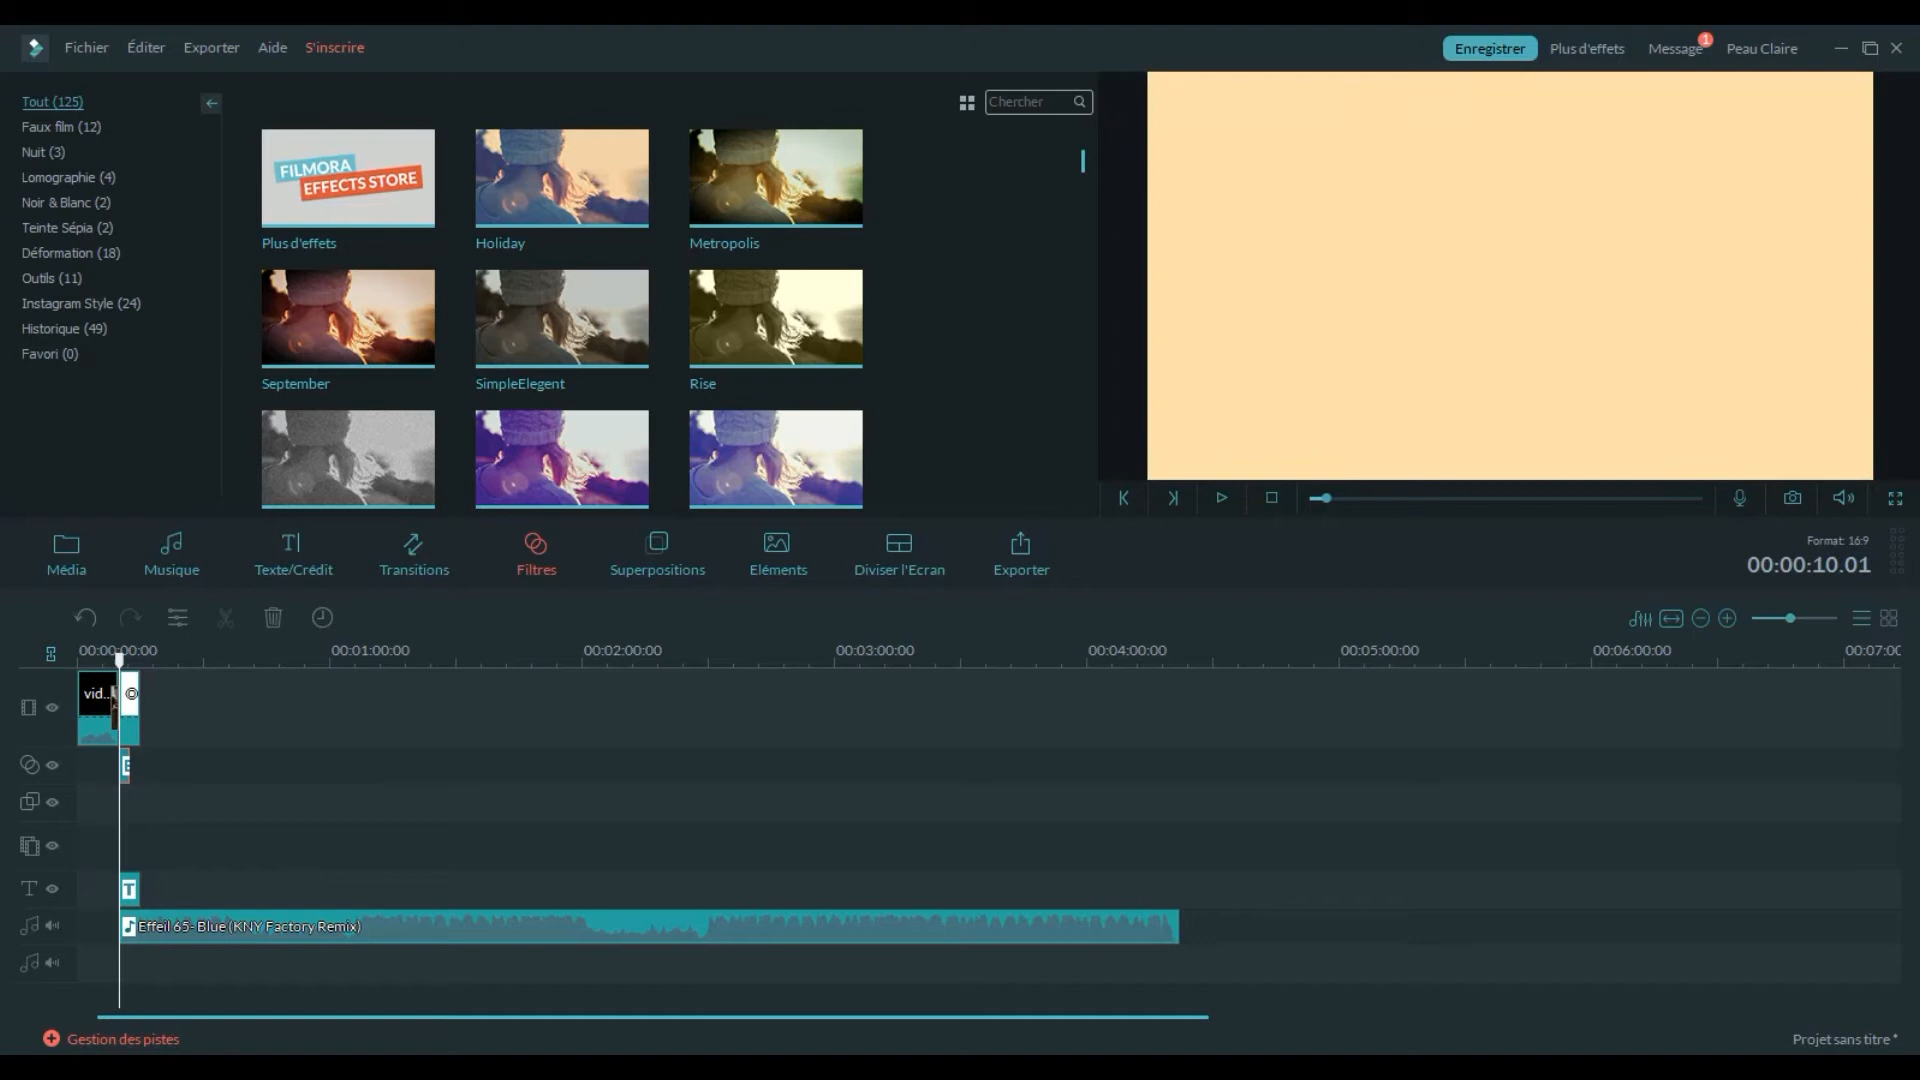 Fichier Éditer Exporter Aide S'inscrire
Enregistrer Plus d'effets Message 1 Peau Claire
Tout (125)
Faux film (12)
Nuit (3)
Lomographie (4)
Noir & Blanc (2)
Teinte Sépia (2)
Déformation (18)
Outils (11)
Instagram Style (24)
Historique (49)
Favori (0)
Chercher
FILMORA
EFFECTS STORE
Plus d'effets Holiday Metropolis
September SimpleElegent Rise
Média Musique Texte/Crédit Transitions Filtres Superpositions Eléments Diviser l'Ecran Exporter
Format: 16:9
00:00:10.01
00:00:00:00 00:01:00:00 00:02:00:00 00:03:00:00 00:04:00:00 00:05:00:00 00:06:00:00 00:07:00
vid...
T
Effeil 65- Blue (KNY Factory Remix)
Gestion des pistes
Projet sans titre *